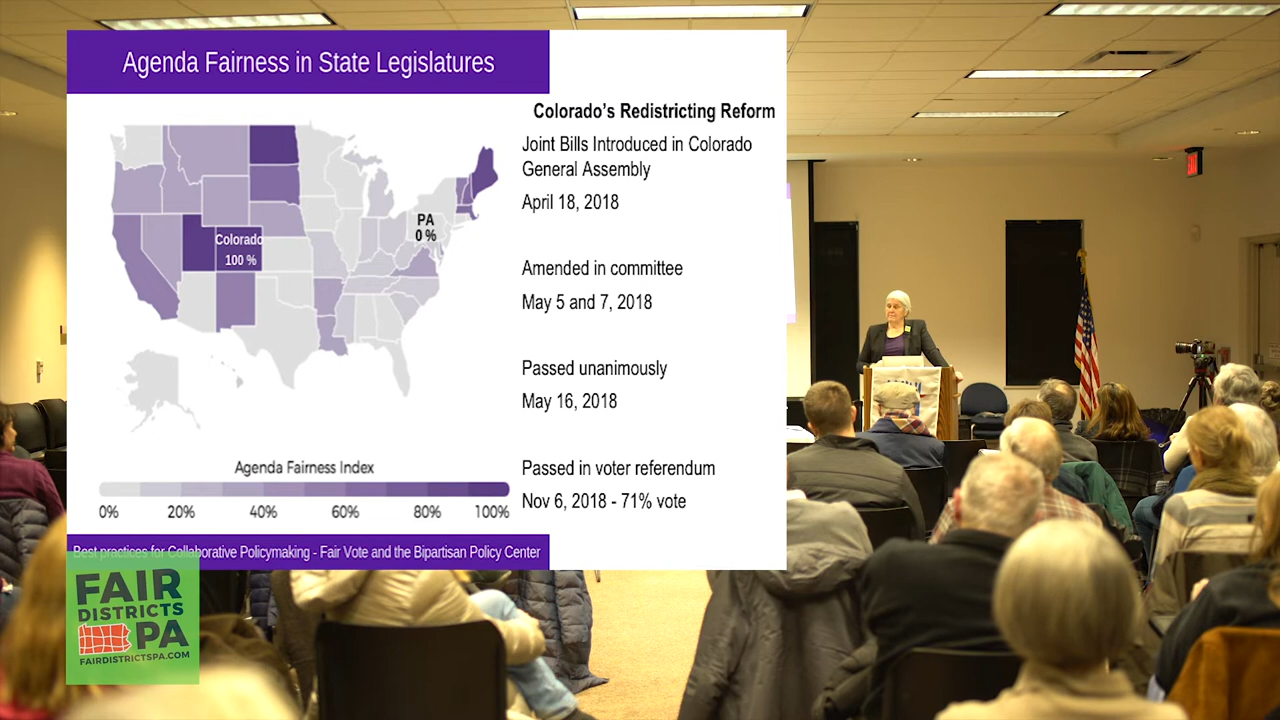 Agenda Fairness in State Legislatures
Colorado's Redistricting Reform
Joint Bills Introduced in Colorado
General Assembly
April 18, 2018
PA
0 %
Colorado
100 %
Amended in committee
May 5 and 7, 2018
Passed unanimously
May 16, 2018
Agenda Fairness Index
0% 20% 40% 60% 80% 100%
Passed in voter referendum
Nov 6, 2018 - 71% vote
Best practices for Collaborative Policymaking - Fair Vote and the Bipartisan Policy Center
FAIR
DISTRICTS
PA
FAIRDISTRICTSPA.COM